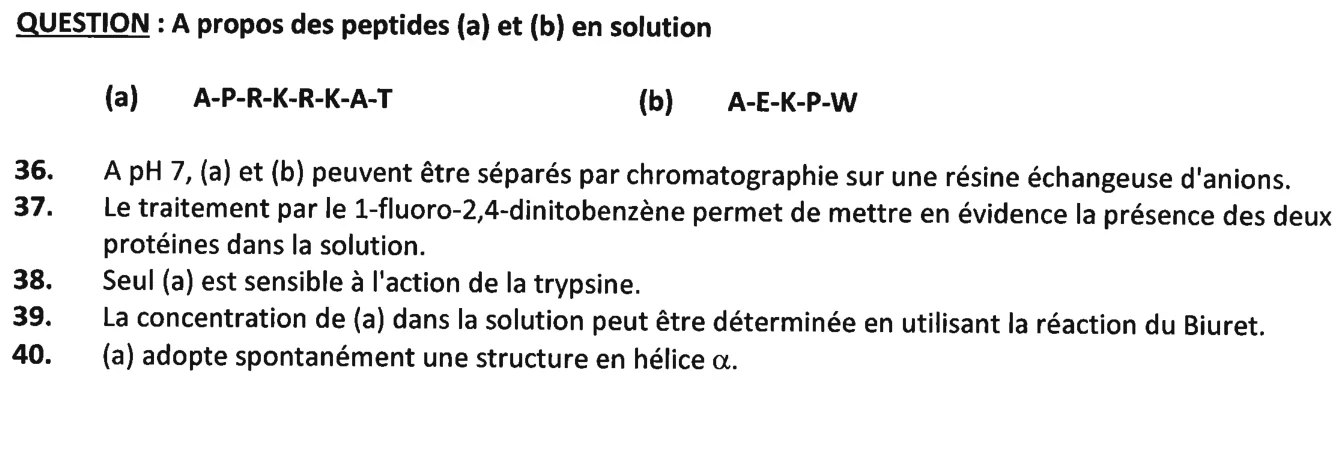 QUESTION : A propos des peptides (a) et (b) en solution
(a) A-P-R-K-R-K-A-T (b) A-E-K-P-W
36. A pH 7, (a) et (b) peuvent être séparés par chromatographie sur une résine échangeuse d'anions.
37. Le traitement par le 1-fluoro-2,4-dinitobenzène permet de mettre en évidence la présence des deux
protéines dans la solution.
38. Seul (a) est sensible à l'action de la trypsine.
39. La concentration de (a) dans la solution peut être déterminée en utilisant la réaction du Biuret.
40. (a) adopte spontanément une structure en hélice α.